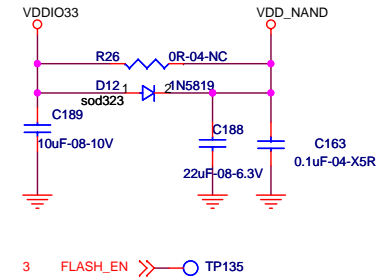 VDDIO33 VDD_NAND
R26 0R-04-NC
D12 1 2 1N5819
sod323
C189
10uF-08-10V
C188
22uF-08-6.3V
C163
0.1uF-04-X5R
3 FLASH_EN TP135